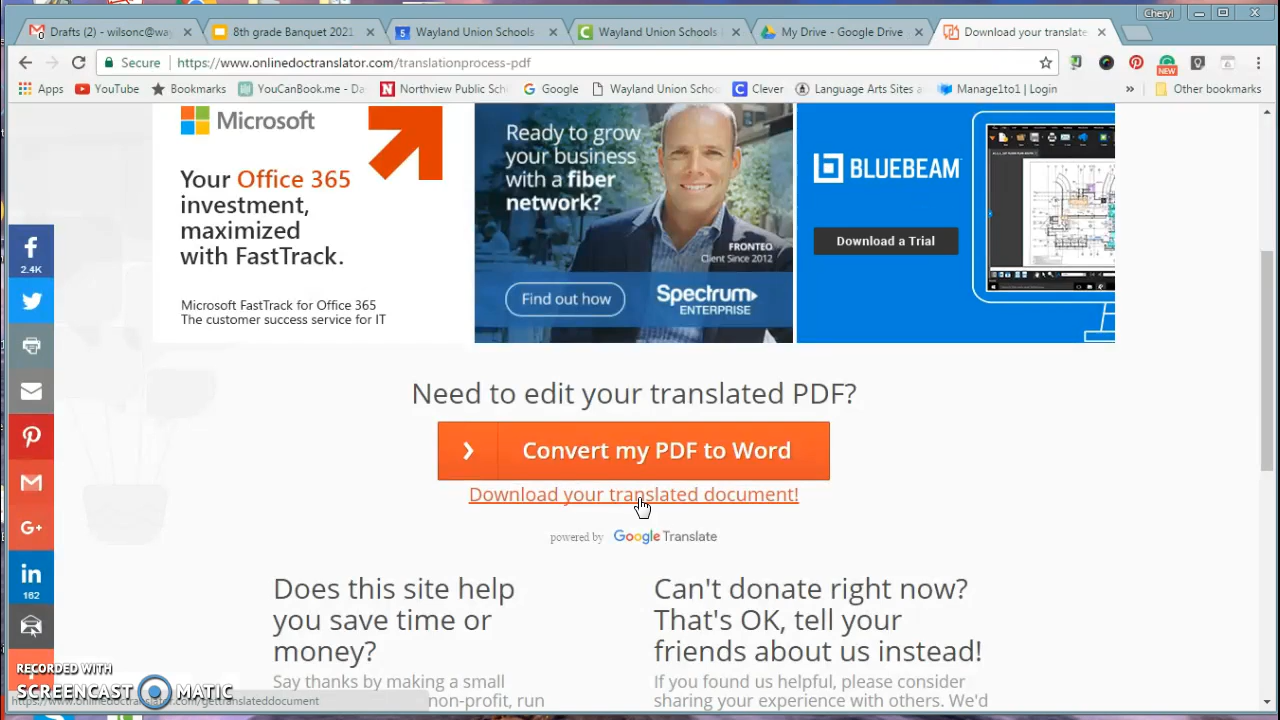 Cheryl
Drafts (2) - wilsonc@wa
8th grade Banquet 2021
Wayland Union Schools
Wayland Union Schools
My Drive - Google Drive
Download your translate
Secure
https://www.onlinedoctranslator.com/translationprocess-pdf
Apps
YouTube
Bookmarks
YouCanBook.me - Da
Northview Public Sch
Google
Wayland Union Schoo
Clever
Language Arts Sites a
Manage1to1 | Login
Other bookmarks
NEW
Microsoft
Your Office 365
investment,
maximized
with FastTrack.
Microsoft FastTrack for Office 365
The customer success service for IT
Ready to grow
your business
with a fiber
network?
FRONTEO
Client Since 2012
Find out how
Spectrum
ENTERPRISE
BLUEBEAM
Download a Trial
2.4K
G+
in
162
Need to edit your translated PDF?
Convert my PDF to Word
Download your translated document!
powered by Google Translate
Does this site help
you save time or
money?
Say thanks by making a small
non-profit, run
Can't donate right now?
That's OK, tell your
friends about us instead!
If you found us helpful, please consider
sharing your experience with others. We'd
RECORDED WITH
SCREENCAST MATIC
https://www.onlinedoctranslator.com/gettranslateddocument